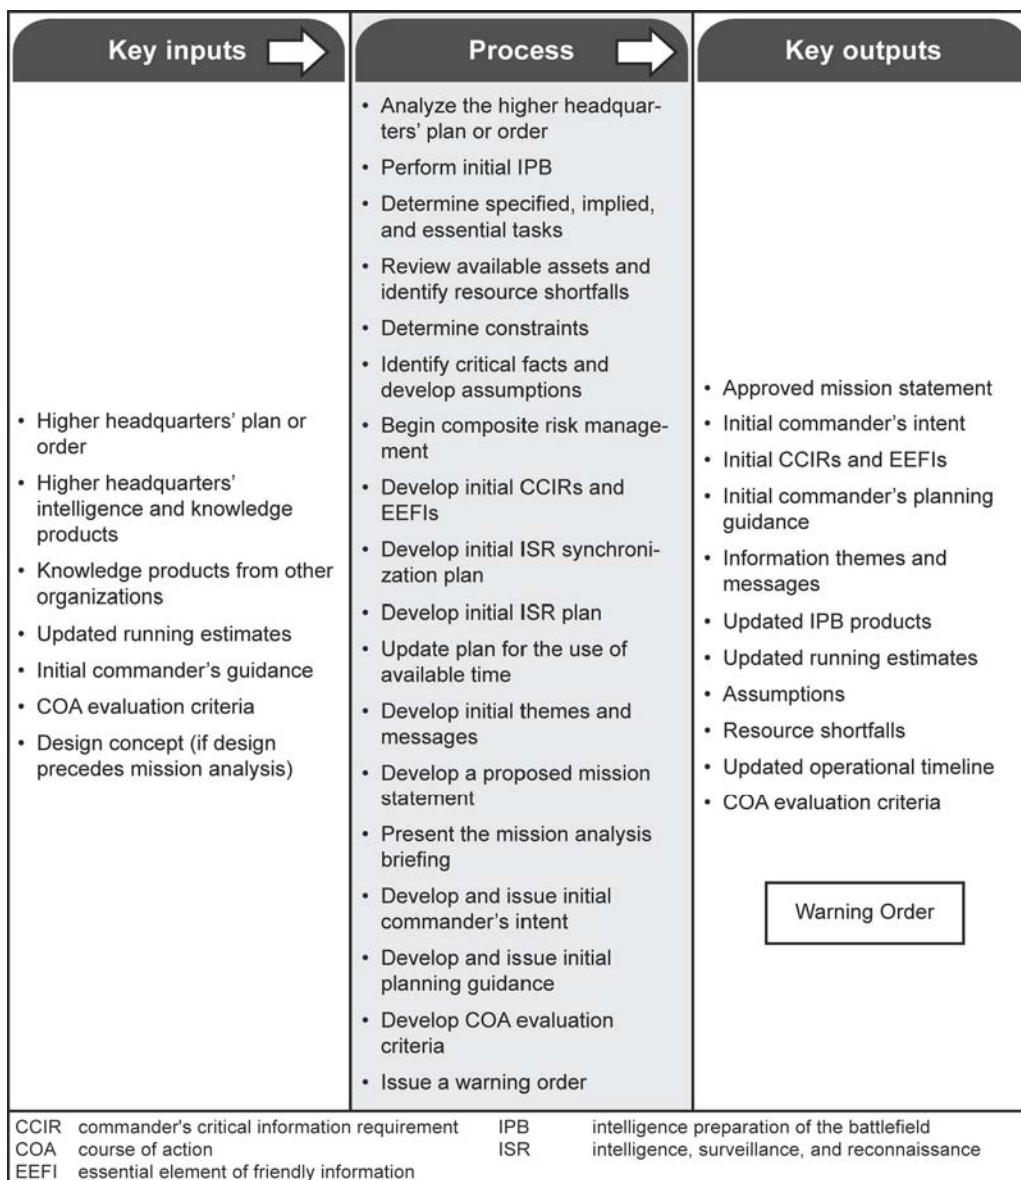 Key inputs
Process
Key outputs
• Higher headquarters’ plan or
order
• Higher headquarters’
intelligence and knowledge
products
• Knowledge products from other
organizations
• Updated running estimates
• Initial commander’s guidance
• COA evaluation criteria
• Design concept (if design
precedes mission analysis)
• Analyze the higher headquar-
ters’ plan or order
• Perform initial IPB
• Determine specified, implied,
and essential tasks
• Review available assets and
identify resource shortfalls
• Determine constraints
• Identify critical facts and
develop assumptions
• Begin composite risk manage-
ment
• Develop initial CCIRs and
EEFIs
• Develop initial ISR synchroni-
zation plan
• Develop initial ISR plan
• Update plan for the use of
available time
• Develop initial themes and
messages
• Develop a proposed mission
statement
• Present the mission analysis
briefing
• Develop and issue initial
commander’s intent
• Develop and issue initial
planning guidance
• Develop COA evaluation
criteria
• Issue a warning order
• Approved mission statement
• Initial commander’s intent
• Initial CCIRs and EEFIs
• Initial commander’s planning
guidance
• Information themes and
messages
• Updated IPB products
• Updated running estimates
• Assumptions
• Resource shortfalls
• Updated operational timeline
• COA evaluation criteria
Warning Order
CCIR commander's critical information requirement
COA course of action
EEFI essential element of friendly information
IPB intelligence preparation of the battlefield
ISR intelligence, surveillance, and reconnaissance